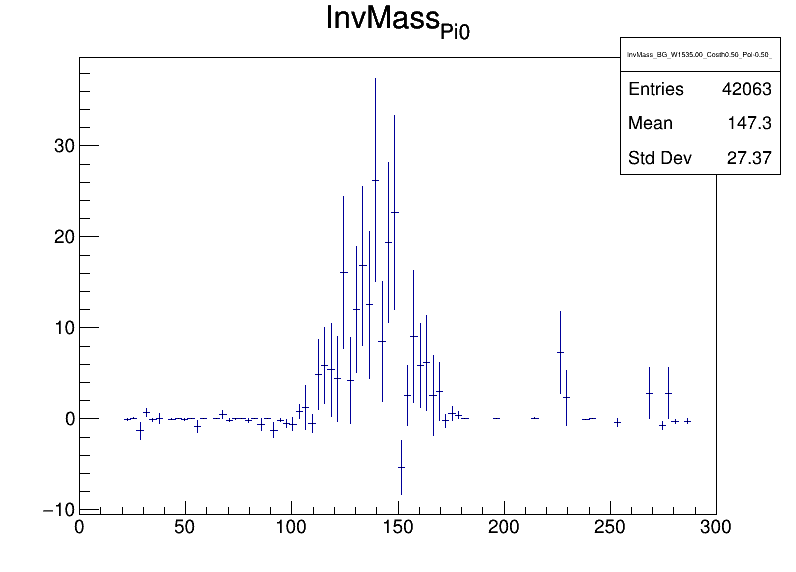 InvMass_Pi0
InvMass_BG_W1535.00_Costh0.50_Pol-0.50_
Entries 42063
Mean 147.3
Std Dev 27.37
30
20
10
0
−10
0 50 100 150 200 250 300